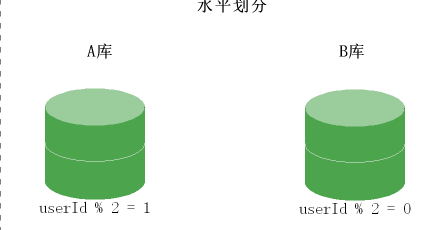 水平划分
A库
B库
userId % 2 = 1
userId % 2 = 0